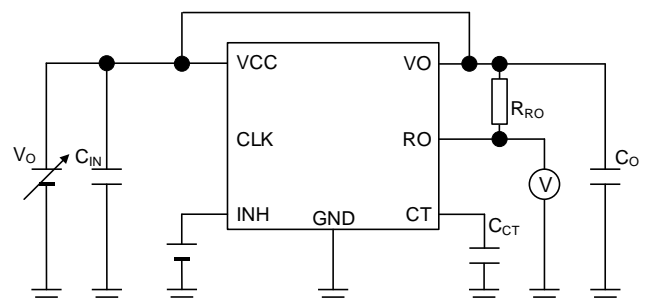 VCC
VO
R_RO
CLK
RO
V_O
C_IN
V
C_O
INH
GND
CT
C_CT